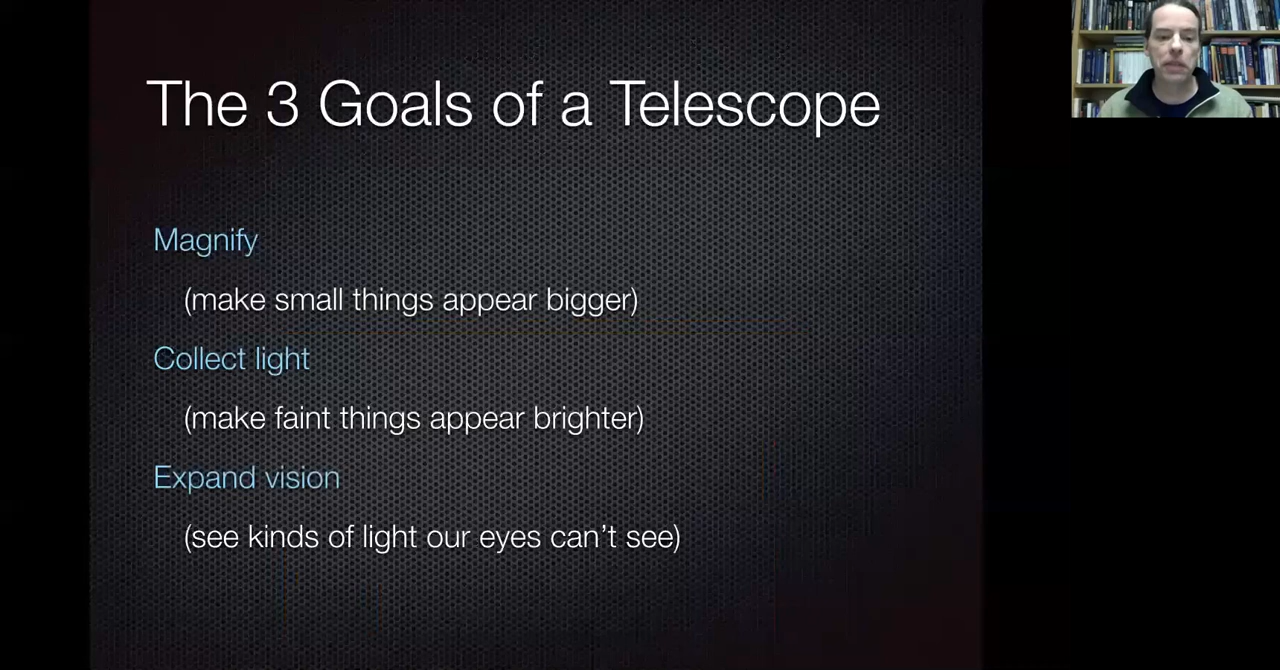 The 3 Goals of a Telescope
Magnify
(make small things appear bigger)
Collect light
(make faint things appear brighter)
Expand vision
(see kinds of light our eyes can’t see)